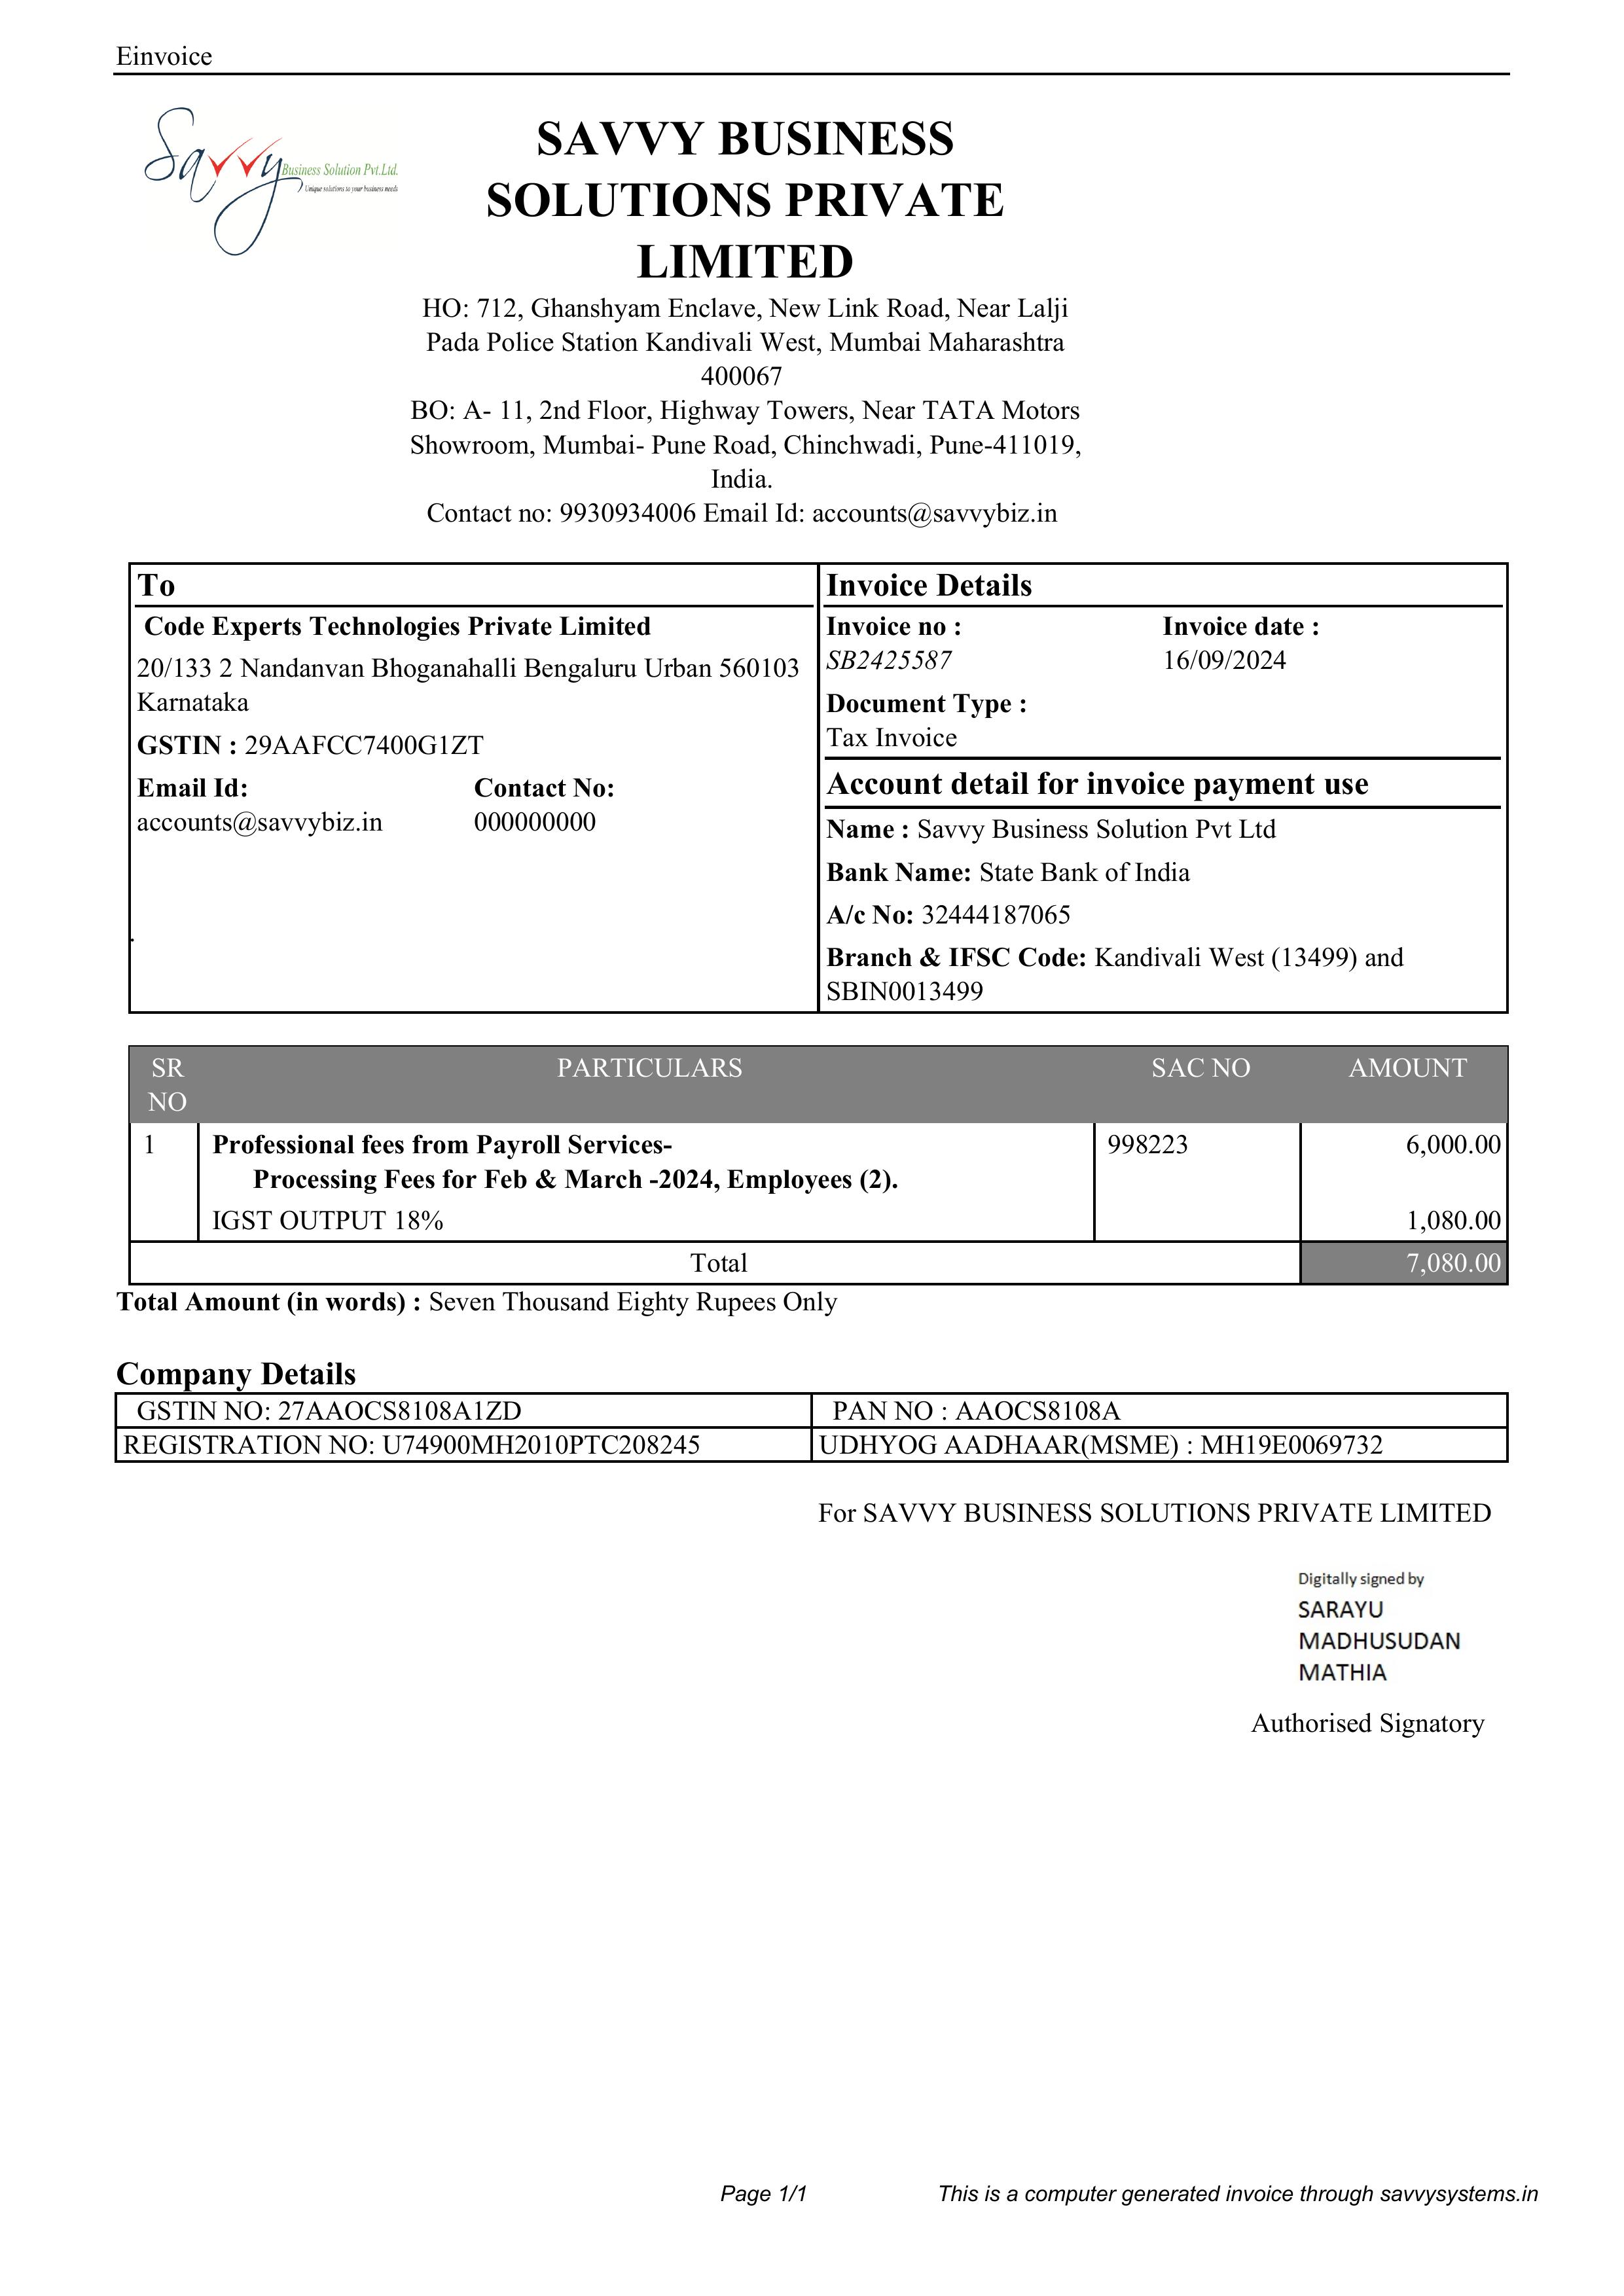 Einvoice
Savvy
Business Solution Pvt.Ltd.
Unique solutions to your business needs
SAVVY BUSINESS
SOLUTIONS PRIVATE
LIMITED
HO: 712, Ghanshyam Enclave, New Link Road, Near Lalji
Pada Police Station Kandivali West, Mumbai Maharashtra
400067
BO: A- 11, 2nd Floor, Highway Towers, Near TATA Motors
Showroom, Mumbai- Pune Road, Chinchwadi, Pune-411019,
India.
Contact no: 9930934006 Email Id: accounts@savvybiz.in
To
Code Experts Technologies Private Limited
20/133 2 Nandanvan Bhoganahalli Bengaluru Urban 560103
Karnataka
GSTIN : 29AAFCC7400G1ZT
Email Id: Contact No:
accounts@savvybiz.in 000000000
.
Invoice Details
Invoice no : Invoice date :
SB2425587 16/09/2024
Document Type :
Tax Invoice
Account detail for invoice payment use
Name : Savvy Business Solution Pvt Ltd
Bank Name: State Bank of India
A/c No: 32444187065
Branch & IFSC Code: Kandivali West (13499) and
SBIN0013499
SR NO PARTICULARS SAC NO AMOUNT
1 Professional fees from Payroll Services- 998223 6,000.00
Processing Fees for Feb & March -2024, Employees (2).
IGST OUTPUT 18% 1,080.00
Total 7,080.00
Total Amount (in words) : Seven Thousand Eighty Rupees Only
Company Details
GSTIN NO: 27AAOCS8108A1ZD PAN NO : AAOCS8108A
REGISTRATION NO: U74900MH2010PTC208245 UDHYOG AADHAAR(MSME) : MH19E0069732
For SAVVY BUSINESS SOLUTIONS PRIVATE LIMITED
Digitally signed by
SARAYU
MADHUSUDAN
MATHIA
Authorised Signatory
Page 1/1 This is a computer generated invoice through savvysystems.in